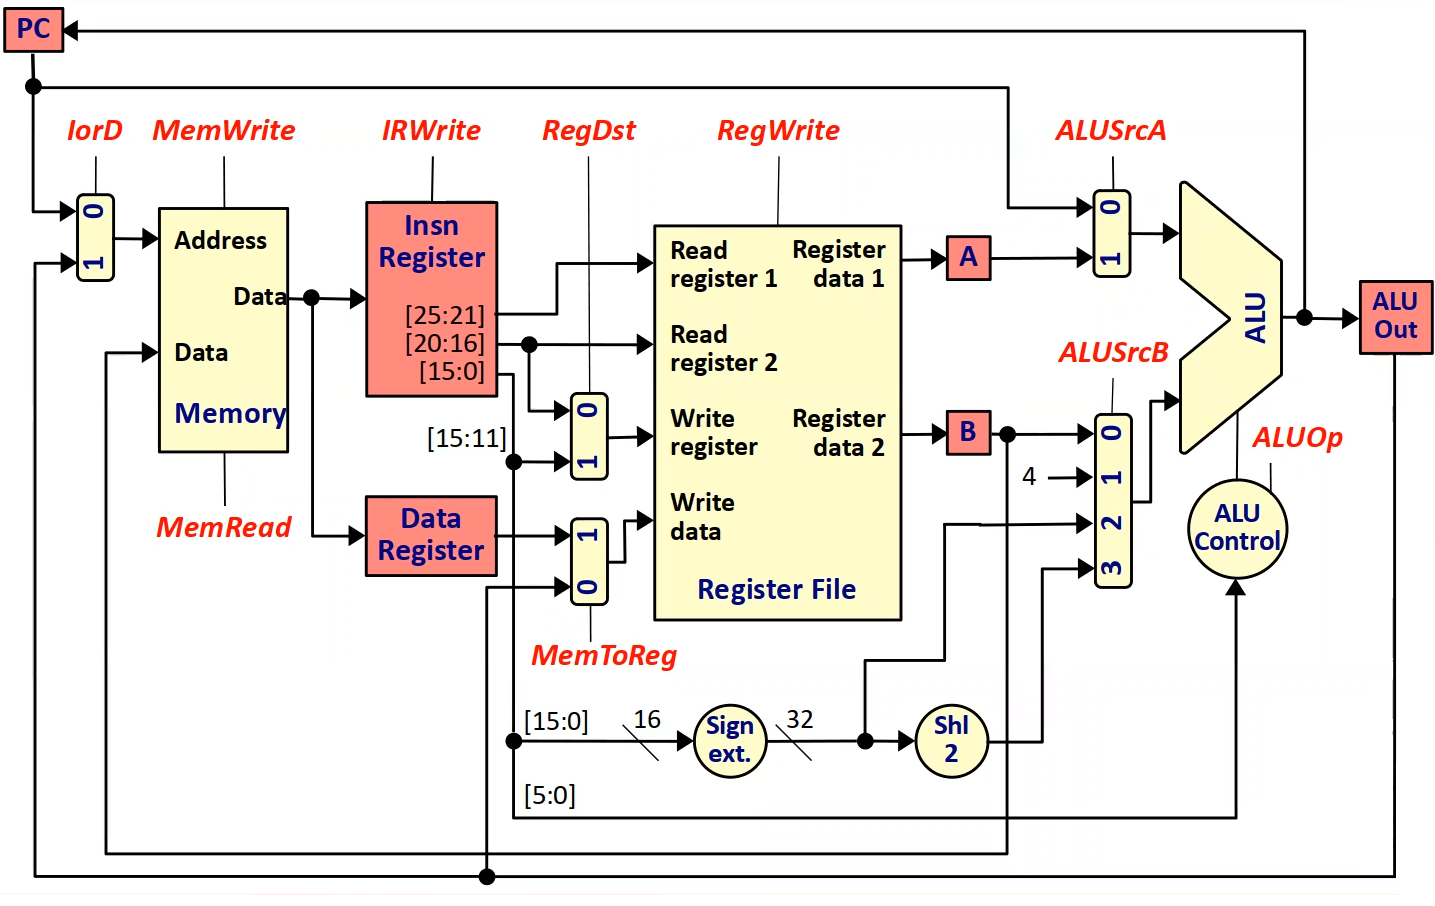 PC
IorD
MemWrite
IRWrite
RegDst
RegWrite
ALUSrcA
0
1
Address
Data
Data
Memory
MemRead
Insn
Register
[25:21]
[20:16]
[15:0]
[15:11]
0
1
Data
Register
1
0
MemToReg
Read
register 1
Read
register 2
Write
register
Write
data
Register
data 1
Register
data 2
Register File
A
B
0
1
ALUSrcB
4
0
1
2
3
ALU
ALU
Out
ALUOp
ALU
Control
[15:0]
16
Sign
ext.
32
Shl
2
[5:0]